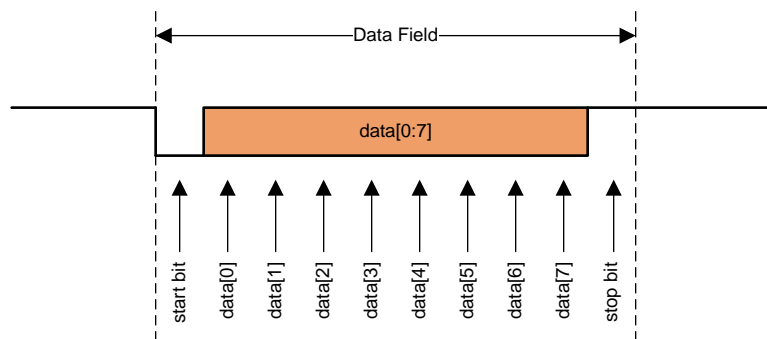 Data Field
data[0:7]
start bit
data[0]
data[1]
data[2]
data[3]
data[4]
data[5]
data[6]
data[7]
stop bit